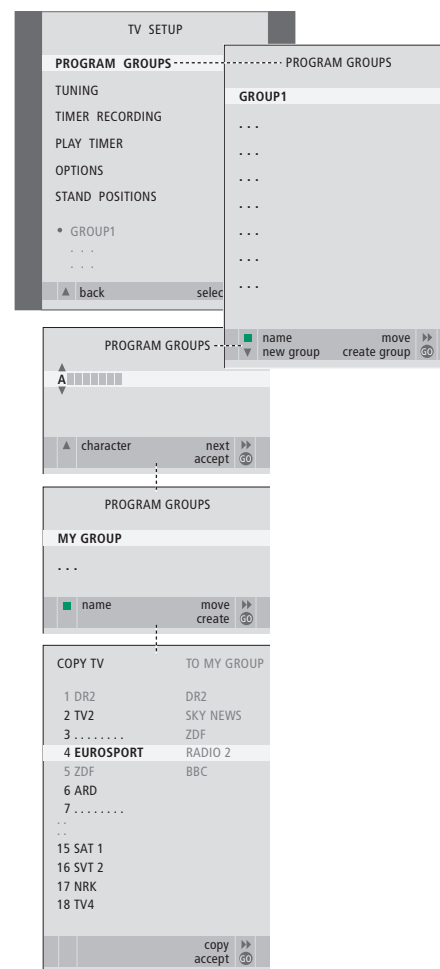 TV SETUP
PROGRAM GROUPS
TUNING
TIMER RECORDING
PLAY TIMER
OPTIONS
STAND POSITIONS
• GROUP1
. . .
. . .
▲ back selec
PROGRAM GROUPS
GROUP1
. . .
. . .
. . .
. . .
. . .
. . .
. . .
name move
▼ new group create group GO
PROGRAM GROUPS
A
▲ character next
accept GO
PROGRAM GROUPS
MY GROUP
. . .
name move
create GO
COPY TV TO MY GROUP
1 DR2 DR2
2 TV2 SKY NEWS
3 . . . . . . . . ZDF
4 EUROSPORT RADIO 2
5 ZDF BBC
6 ARD
7 . . . . . . . .
. .
. .
15 SAT 1
16 SVT 2
17 NRK
18 TV4
copy
accept GO